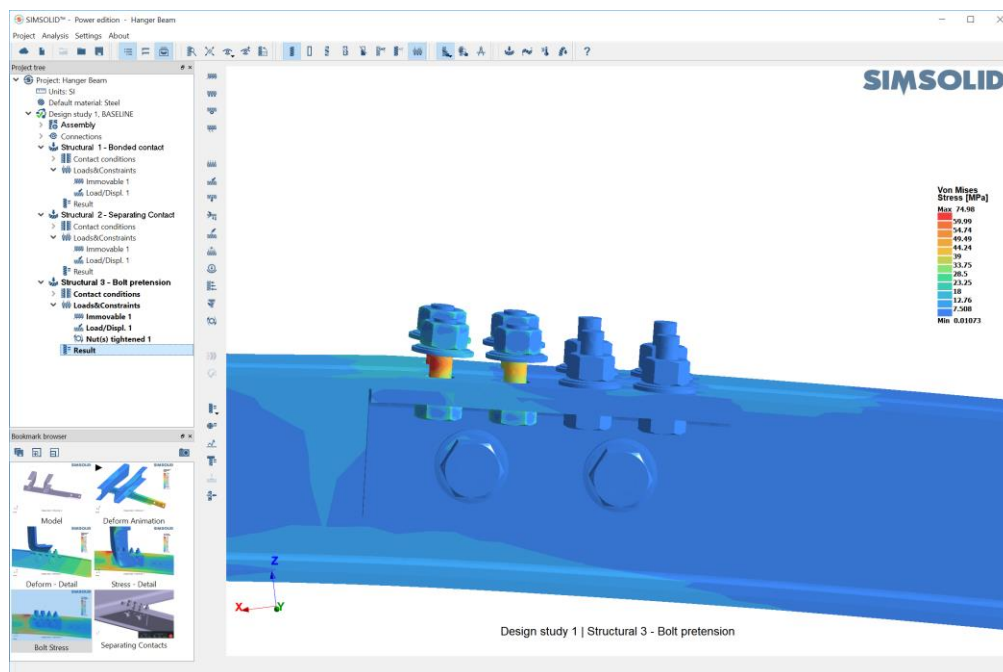 SIMSOLID™ - Power edition - Hanger Beam
Project Analysis Settings About
Project tree
Project: Hanger Beam
Units: SI
Default material: Steel
Design study 1, BASELINE
Assembly
Connections
Structural 1 - Bonded contact
Contact conditions
Loads&Constraints
Immovable 1
Load/Displ. 1
Result
Structural 2 - Separating Contact
Contact conditions
Loads&Constraints
Immovable 1
Load/Displ. 1
Result
Structural 3 - Bolt pretension
Contact conditions
Loads&Constraints
Immovable 1
Load/Displ. 1
Nut(s) tightened 1
Result
Bookmark browser
Model
Deform Animation
Deform - Detail
Stress - Detail
Bolt Stress
Separating Contacts
SIMSOLID
Von Mises
Stress [MPa]
Max 74.98
59.99
54.74
49.49
44.24
39
33.75
28.5
23.25
18
12.76
7.508
Min 0.01073
Z
X
Y
Design study 1 | Structural 3 - Bolt pretension